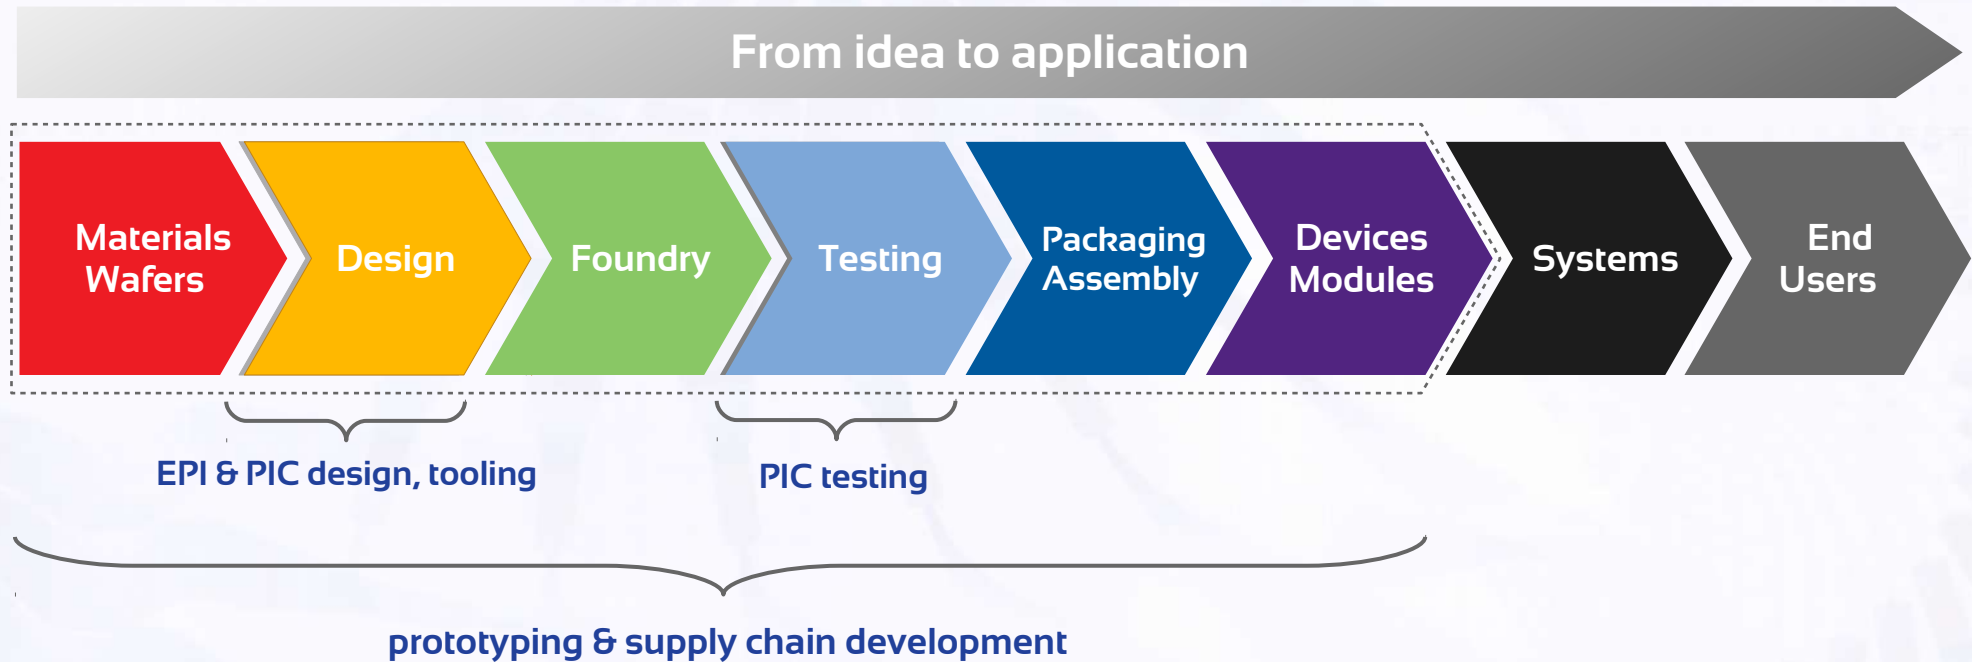 From idea to application
Materials
Wafers
Design
Foundry
Testing
Packaging
Assembly
Devices
Modules
Systems
End
Users
EPI & PIC design, tooling
PIC testing
prototyping & supply chain development